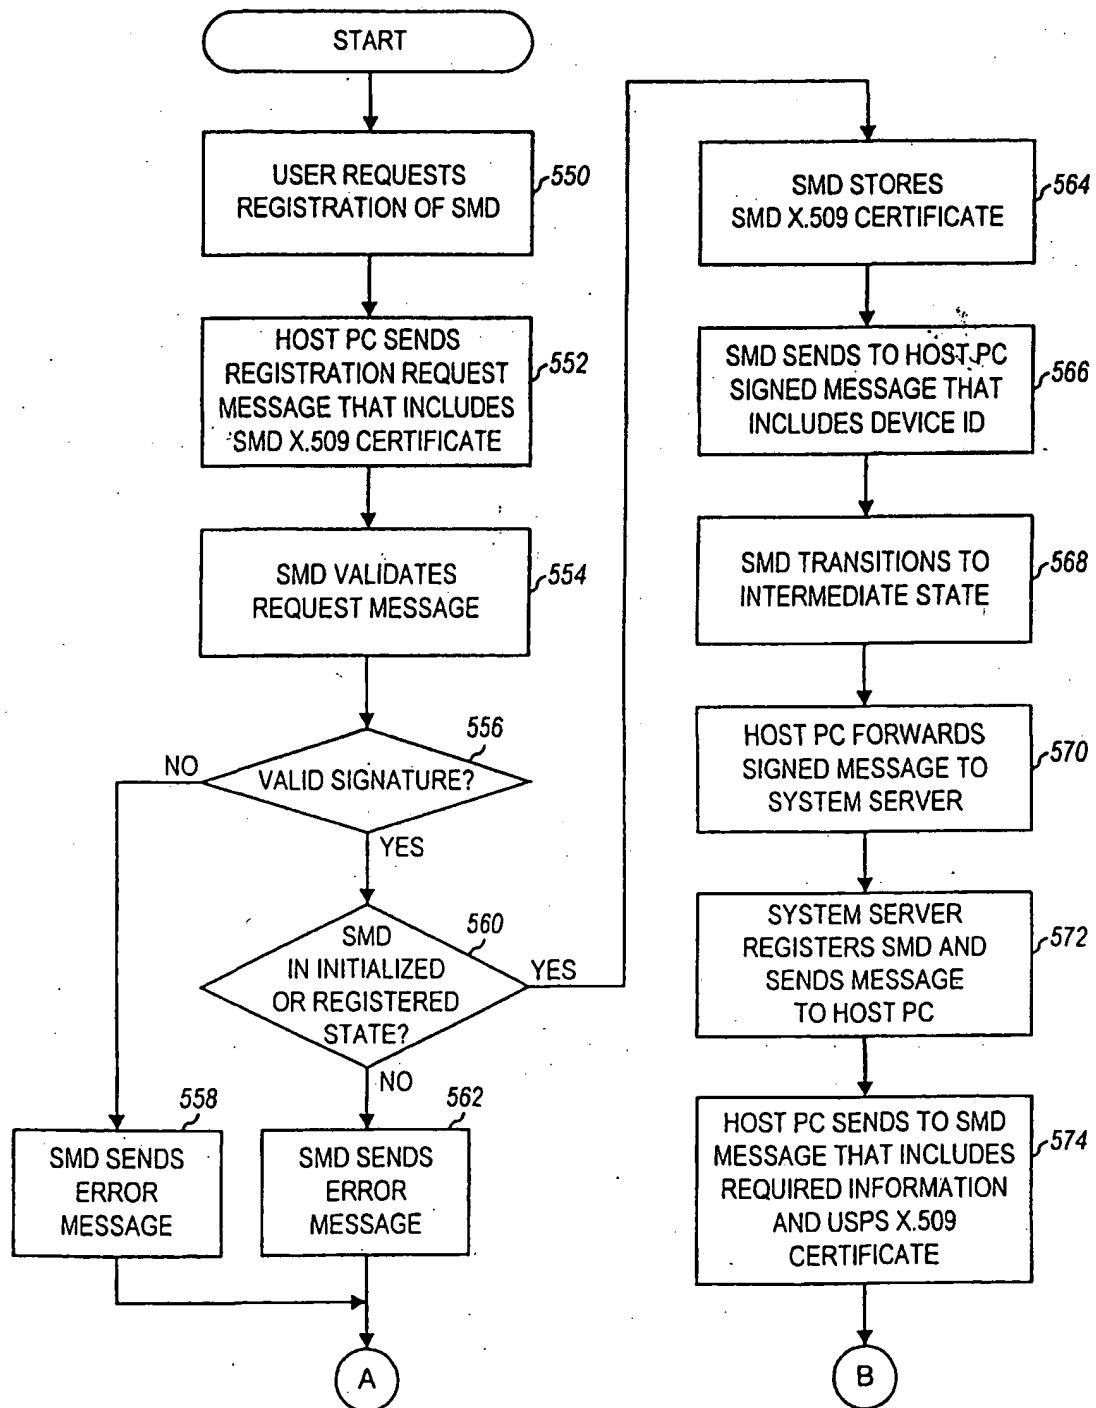 START
USER REQUESTS
REGISTRATION OF SMD
550
HOST PC SENDS
REGISTRATION REQUEST
MESSAGE THAT INCLUDES
SMD X.509 CERTIFICATE
552
SMD VALIDATES
REQUEST MESSAGE
554
556
NO
VALID SIGNATURE?
YES
560
SMD
IN INITIALIZED
OR REGISTERED
STATE?
YES
NO
558
SMD SENDS
ERROR
MESSAGE
562
SMD SENDS
ERROR
MESSAGE
A
SMD STORES
SMD X.509 CERTIFICATE
564
SMD SENDS TO HOST PC
SIGNED MESSAGE THAT
INCLUDES DEVICE ID
566
SMD TRANSITIONS TO
INTERMEDIATE STATE
568
HOST PC FORWARDS
SIGNED MESSAGE TO
SYSTEM SERVER
570
SYSTEM SERVER
REGISTERS SMD AND
SENDS MESSAGE
TO HOST PC
572
HOST PC SENDS TO SMD
MESSAGE THAT INCLUDES
REQUIRED INFORMATION
AND USPS X.509
CERTIFICATE
574
B